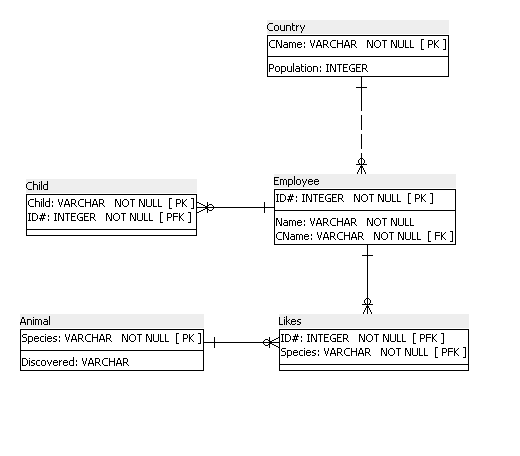 Country
CName: VARCHAR NOT NULL [ PK ]
Population: INTEGER
Child
Child: VARCHAR NOT NULL [ PK ]
ID#: INTEGER NOT NULL [ PFK ]
Employee
ID#: INTEGER NOT NULL [ PK ]
Name: VARCHAR NOT NULL
CName: VARCHAR NOT NULL [ FK ]
Animal
Species: VARCHAR NOT NULL [ PK ]
Discovered: VARCHAR
Likes
ID#: INTEGER NOT NULL [ PFK ]
Species: VARCHAR NOT NULL [ PFK ]